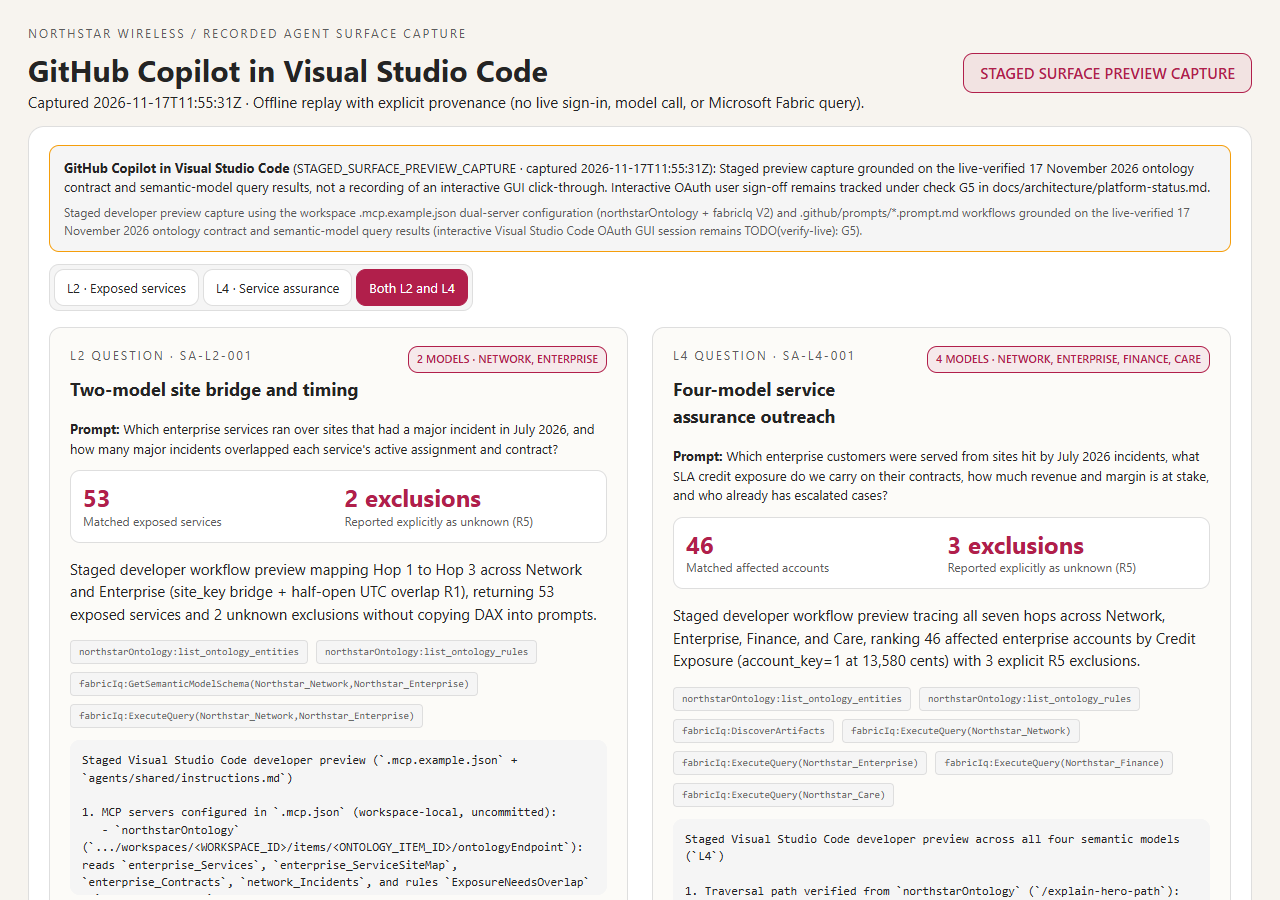 NORTHSTAR WIRELESS / RECORDED AGENT SURFACE CAPTURE
GitHub Copilot in Visual Studio Code
STAGED SURFACE PREVIEW CAPTURE
Captured 2026-11-17T11:55:31Z · Offline replay with explicit provenance (no live sign-in, model call, or Microsoft Fabric query).
GitHub Copilot in Visual Studio Code (STAGED_SURFACE_PREVIEW_CAPTURE · captured 2026-11-17T11:55:31Z): Staged preview capture grounded on the live-verified 17 November 2026 ontology
contract and semantic-model query results, not a recording of an interactive GUI click-through. Interactive OAuth user sign-off remains tracked under check G5 in docs/architecture/platform-status.md.
Staged developer preview capture using the workspace .mcp.example.json dual-server configuration (northstarOntology + fabricIq V2) and .github/prompts/*.prompt.md workflows grounded on the live-verified 17
November 2026 ontology contract and semantic-model query results (interactive Visual Studio Code OAuth GUI session remains TODO(verify-live): G5).
L2 · Exposed services
L4 · Service assurance
Both L2 and L4
L2 QUESTION · SA-L2-001
2 MODELS · NETWORK, ENTERPRISE
Two-model site bridge and timing
Prompt: Which enterprise services ran over sites that had a major incident in July 2026, and
how many major incidents overlapped each service's active assignment and contract?
53
Matched exposed services
2 exclusions
Reported explicitly as unknown (R5)
Staged developer workflow preview mapping Hop 1 to Hop 3 across Network
and Enterprise (site_key bridge + half-open UTC overlap R1), returning 53
exposed services and 2 unknown exclusions without copying DAX into prompts.
northstarOntology:list_ontology_entities
northstarOntology:list_ontology_rules
fabricIq:GetSemanticModelSchema(Northstar_Network,Northstar_Enterprise)
fabricIq:ExecuteQuery(Northstar_Network,Northstar_Enterprise)
Staged Visual Studio Code developer preview (`.mcp.example.json` +
`agents/shared/instructions.md`)
1. MCP servers configured in `.mcp.json` (workspace-local, uncommitted):
- `northstarOntology`
(`.../workspaces/<WORKSPACE_ID>/items/<ONTOLOGY_ITEM_ID>/ontologyEndpoint`):
reads `enterprise_Services`, `enterprise_ServiceSiteMap`,
`enterprise_Contracts`, `network_Incidents`, and rules `ExposureNeedsOverlap`
L4 QUESTION · SA-L4-001
4 MODELS · NETWORK, ENTERPRISE, FINANCE, CARE
Four-model service
assurance outreach
Prompt: Which enterprise customers were served from sites hit by July 2026 incidents, what
SLA credit exposure do we carry on their contracts, how much revenue and margin is at stake,
and who already has escalated cases?
46
Matched affected accounts
3 exclusions
Reported explicitly as unknown (R5)
Staged developer workflow preview tracing all seven hops across Network,
Enterprise, Finance, and Care, ranking 46 affected enterprise accounts by Credit
Exposure (account_key=1 at 13,580 cents) with 3 explicit R5 exclusions.
northstarOntology:list_ontology_entities
northstarOntology:list_ontology_rules
fabricIq:DiscoverArtifacts
fabricIq:ExecuteQuery(Northstar_Network)
fabricIq:ExecuteQuery(Northstar_Enterprise)
fabricIq:ExecuteQuery(Northstar_Finance)
fabricIq:ExecuteQuery(Northstar_Care)
Staged Visual Studio Code developer preview across all four semantic models
(`L4`)
1. Traversal path verified from `northstarOntology` (`/explain-hero-path`):